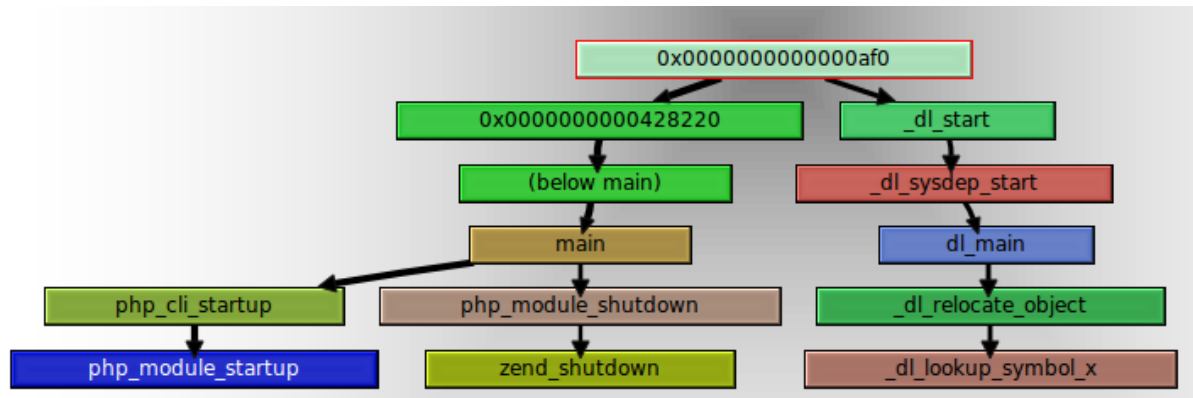 0x0000000000000af0
0x0000000000428220
_dl_start
(below main)
_dl_sysdep_start
main
dl_main
php_cli_startup
php_module_shutdown
_dl_relocate_object
php_module_startup
zend_shutdown
_dl_lookup_symbol_x